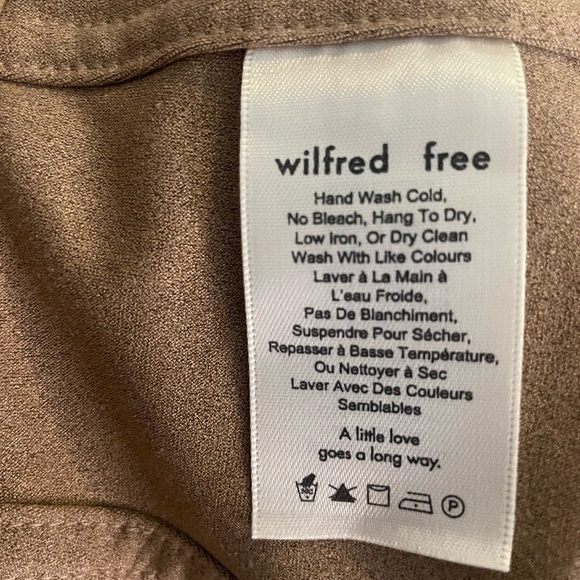 wilfred free
Hand Wash Cold,
No Bleach, Hang To Dry,
Low Iron, Or Dry Clean
Wash With Like Colours
Laver à La Main à
L'eau Froide,
Pas De Blanchiment,
Suspendre Pour Sécher,
Repasser à Basse Température,
Ou Nettoyer à Sec
Laver Avec Des Couleurs
Semblables
A little love
goes a long way.
P